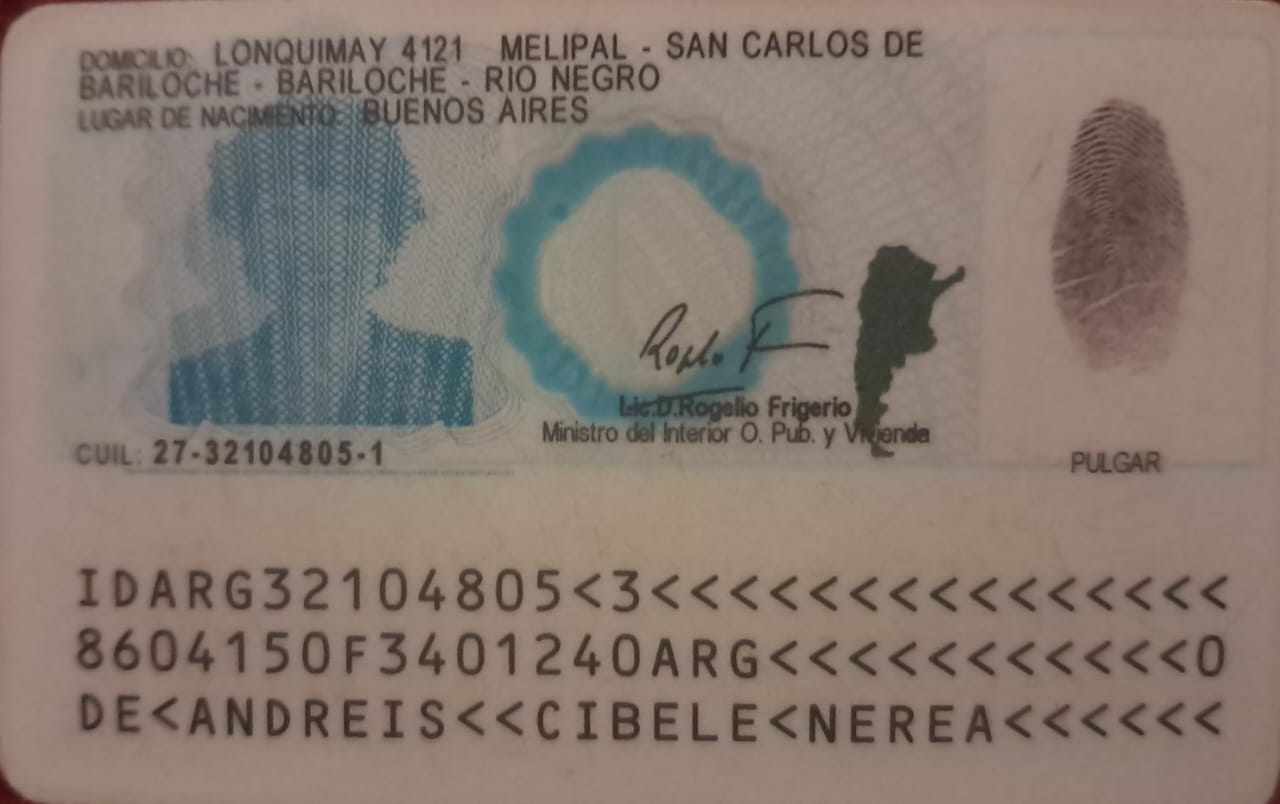 DOMICILIO: LONQUIMAY 4121 MELIPAL - SAN CARLOS DE
BARILOCHE - BARILOCHE - RIO NEGRO
LUGAR DE NACIMIENTO: BUENOS AIRES
Lic.D.Rogelio Frigerio
Ministro del Interior O. Pub. y Vivienda
CUIL: 27-32104805-1
PULGAR
IDARG32104805<3<<<<<<<<<<<<<<<
8604150F3401240ARG<<<<<<<<<<<0
DE<ANDREIS<<CIBELE<NEREA<<<<<<